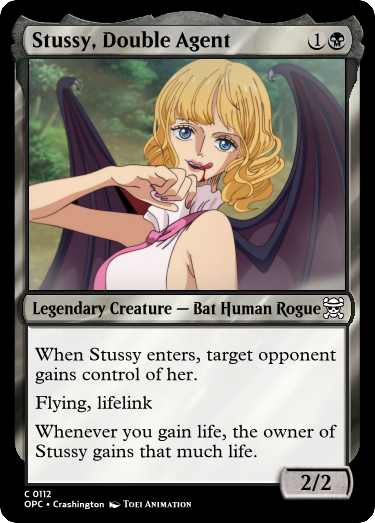 Stussy, Double Agent 1
Legendary Creature — Bat Human Rogue
When Stussy enters, target opponent
gains control of her.
Flying, lifelink
Whenever you gain life, the owner of
Stussy gains that much life.
2/2
C 0112
OPC • Crashington Toei Animation